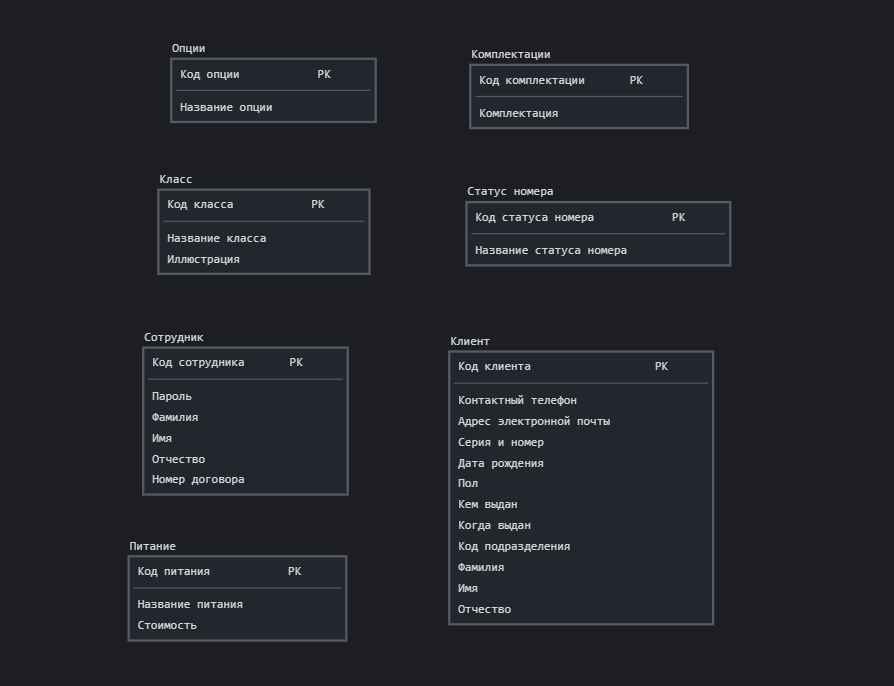 Опции
Код опции PK
Название опции
Комплектации
Код комплектации PK
Комплектация
Класс
Код класса PK
Название класса
Иллюстрация
Статус номера
Код статуса номера PK
Название статуса номера
Сотрудник
Код сотрудника PK
Пароль
Фамилия
Имя
Отчество
Номер договора
Клиент
Код клиента PK
Контактный телефон
Адрес электронной почты
Серия и номер
Дата рождения
Пол
Кем выдан
Когда выдан
Код подразделения
Фамилия
Имя
Отчество
Питание
Код питания PK
Название питания
Стоимость